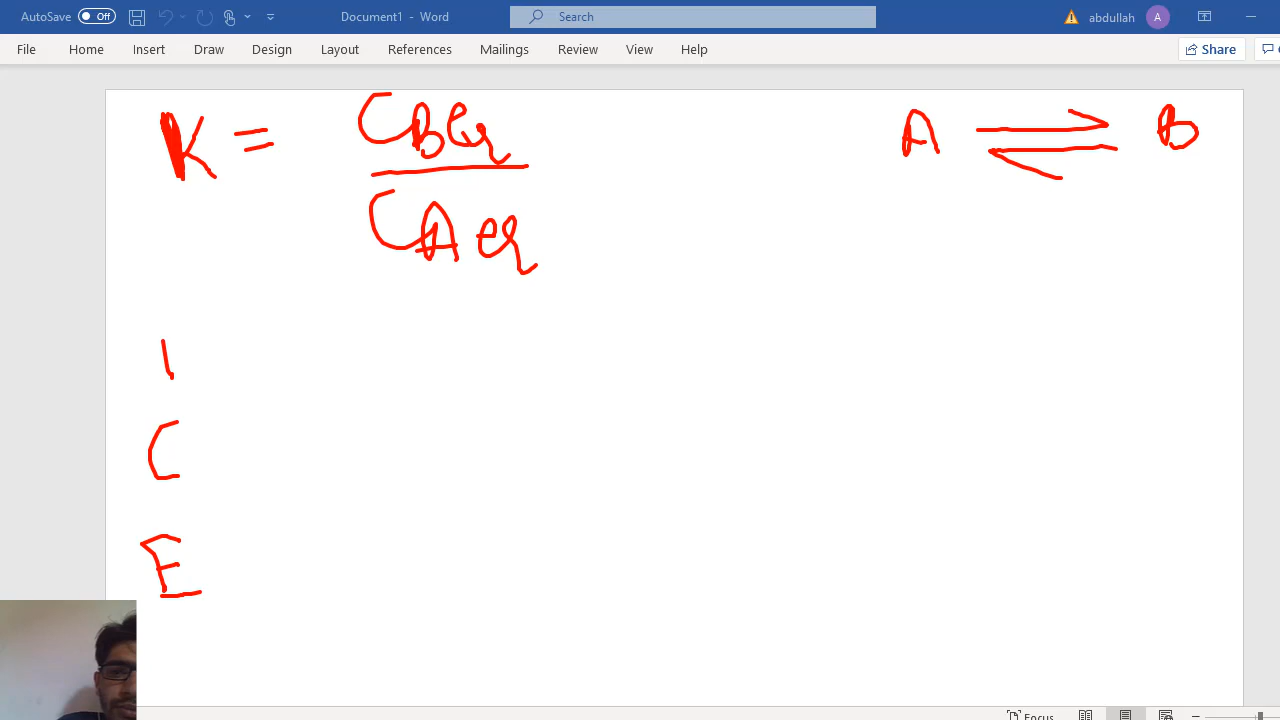 AutoSave Off Document1 - Word Search abdullah A
File Home Insert Draw Design Layout References Mailings Review View Help Share
K = CBeq / CAeq A ⇌ B
I
C
E
Focus